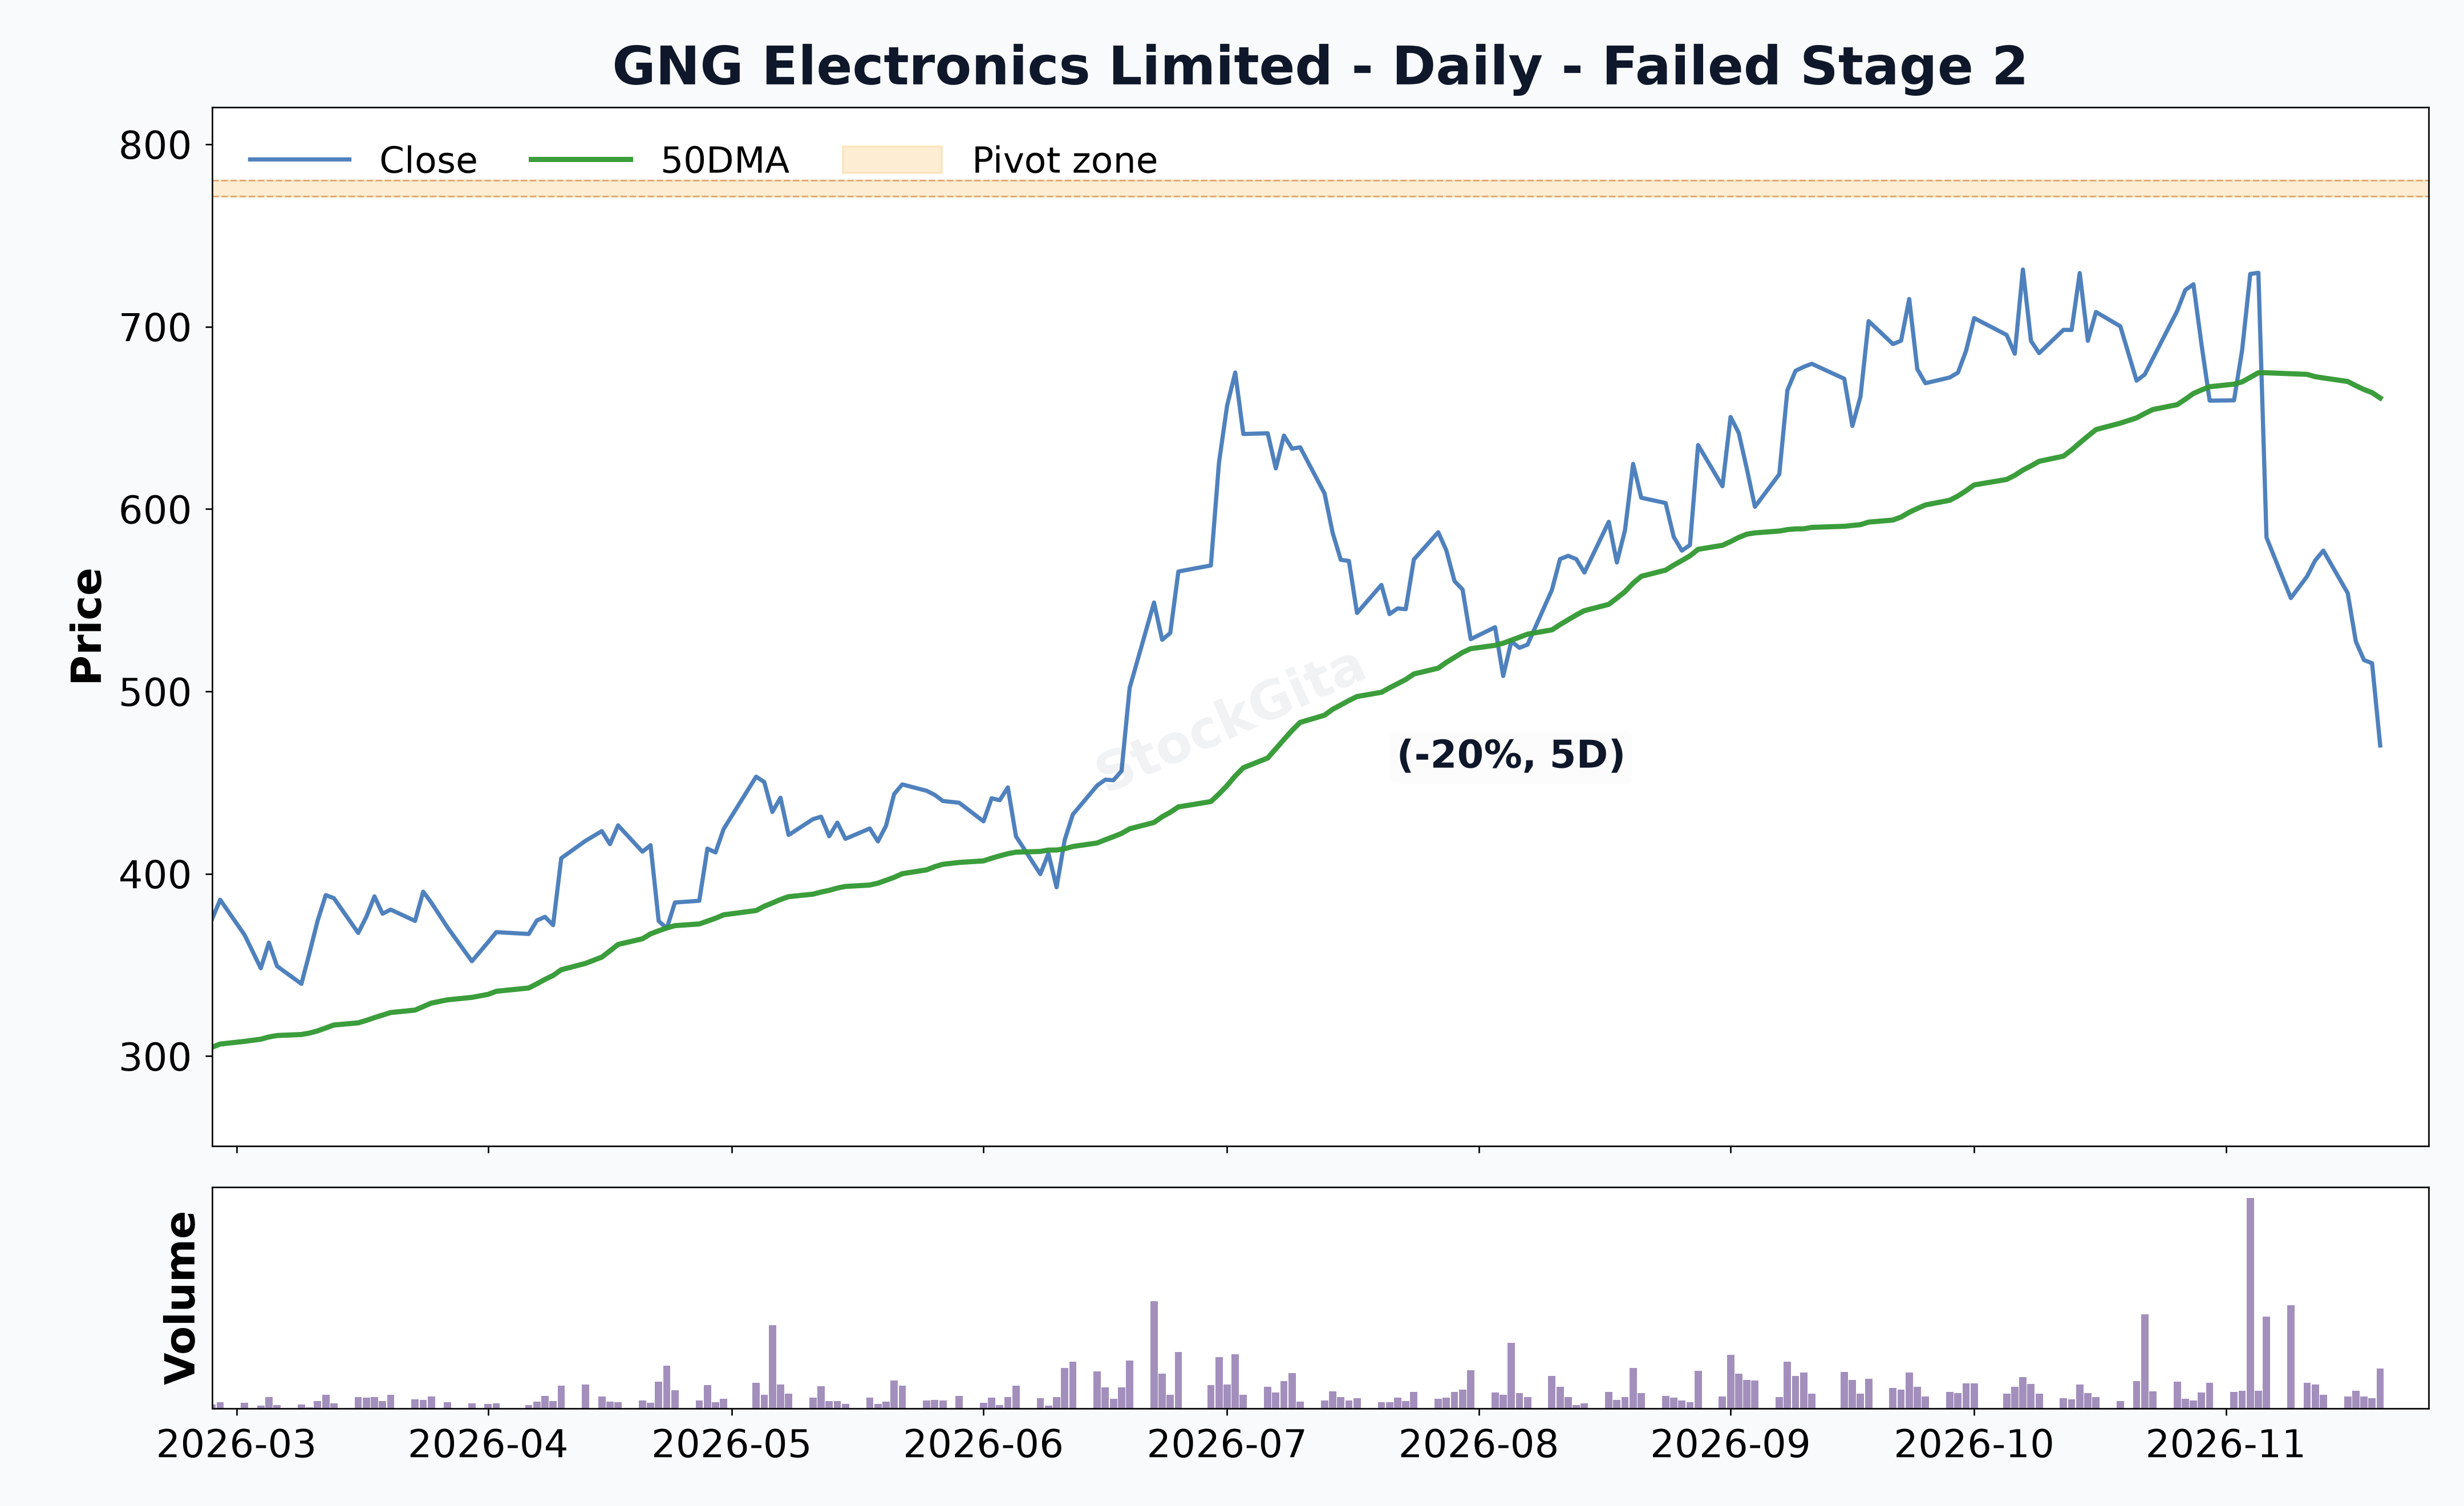 GNG Electronics Limited - Daily - Failed Stage 2
Close 50DMA Pivot zone
800
700
600
500
400
300
Price
StockGita
(-20%, 5D)
Volume
2026-03 2026-04 2026-05 2026-06 2026-07 2026-08 2026-09 2026-10 2026-11